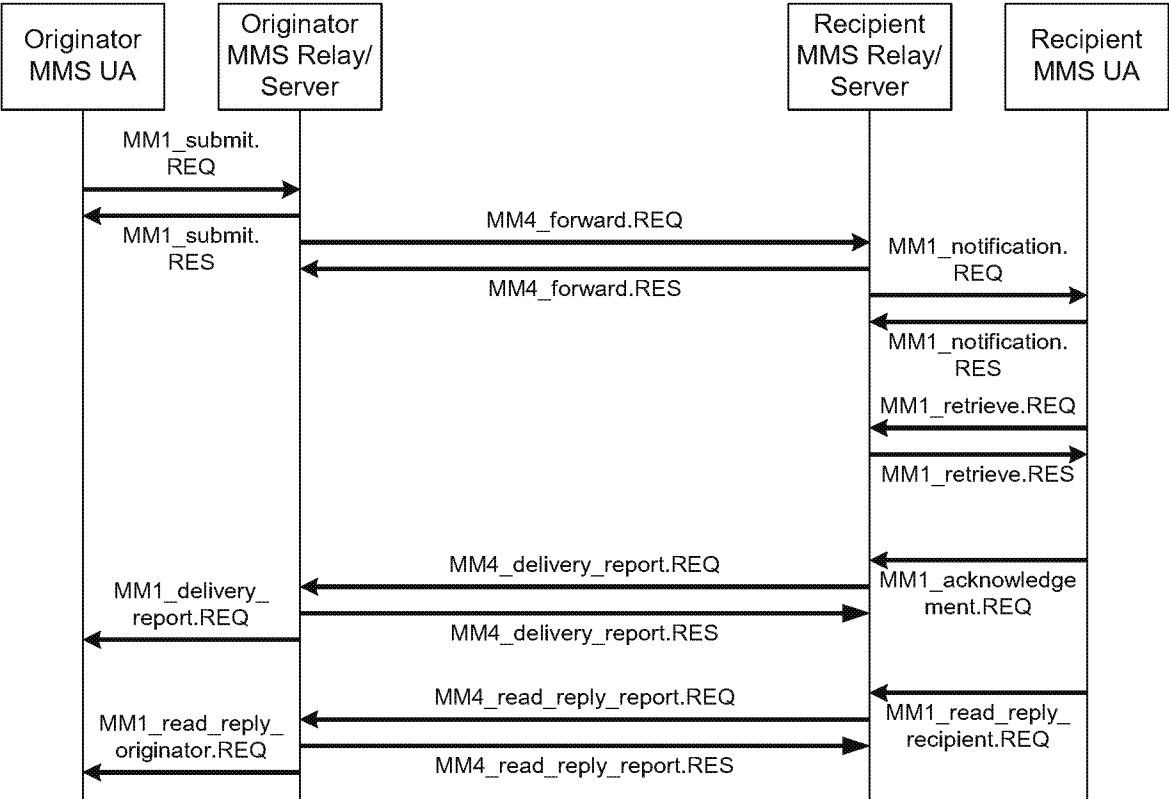 Originator
MMS UA
Originator
MMS Relay/
Server
Recipient
MMS Relay/
Server
Recipient
MMS UA
MM1_submit.
REQ
MM1_submit.
RES
MM4_forward.REQ
MM4_forward.RES
MM1_notification.
REQ
MM1_notification.
RES
MM1_retrieve.REQ
MM1_retrieve.RES
MM1_acknowledge
ment.REQ
MM4_delivery_report.REQ
MM4_delivery_report.RES
MM1_delivery_
report.REQ
MM1_read_reply_
recipient.REQ
MM4_read_reply_report.REQ
MM4_read_reply_report.RES
MM1_read_reply_
originator.REQ